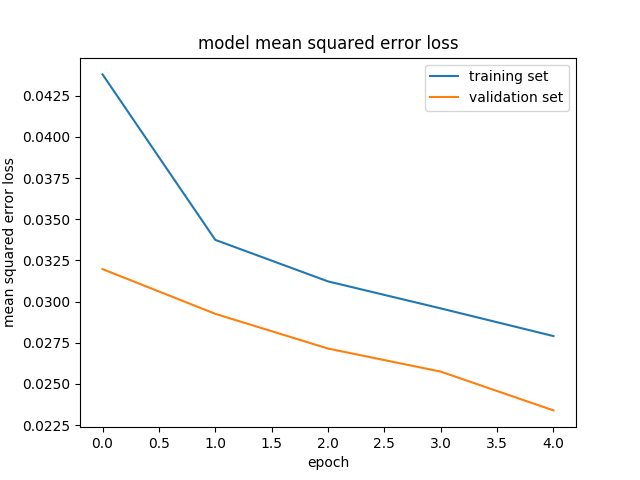 model mean squared error loss
training set
validation set
0.0425
0.0400
0.0375
0.0350
0.0325
0.0300
0.0275
0.0250
0.0225
mean squared error loss
0.0 0.5 1.0 1.5 2.0 2.5 3.0 3.5 4.0
epoch